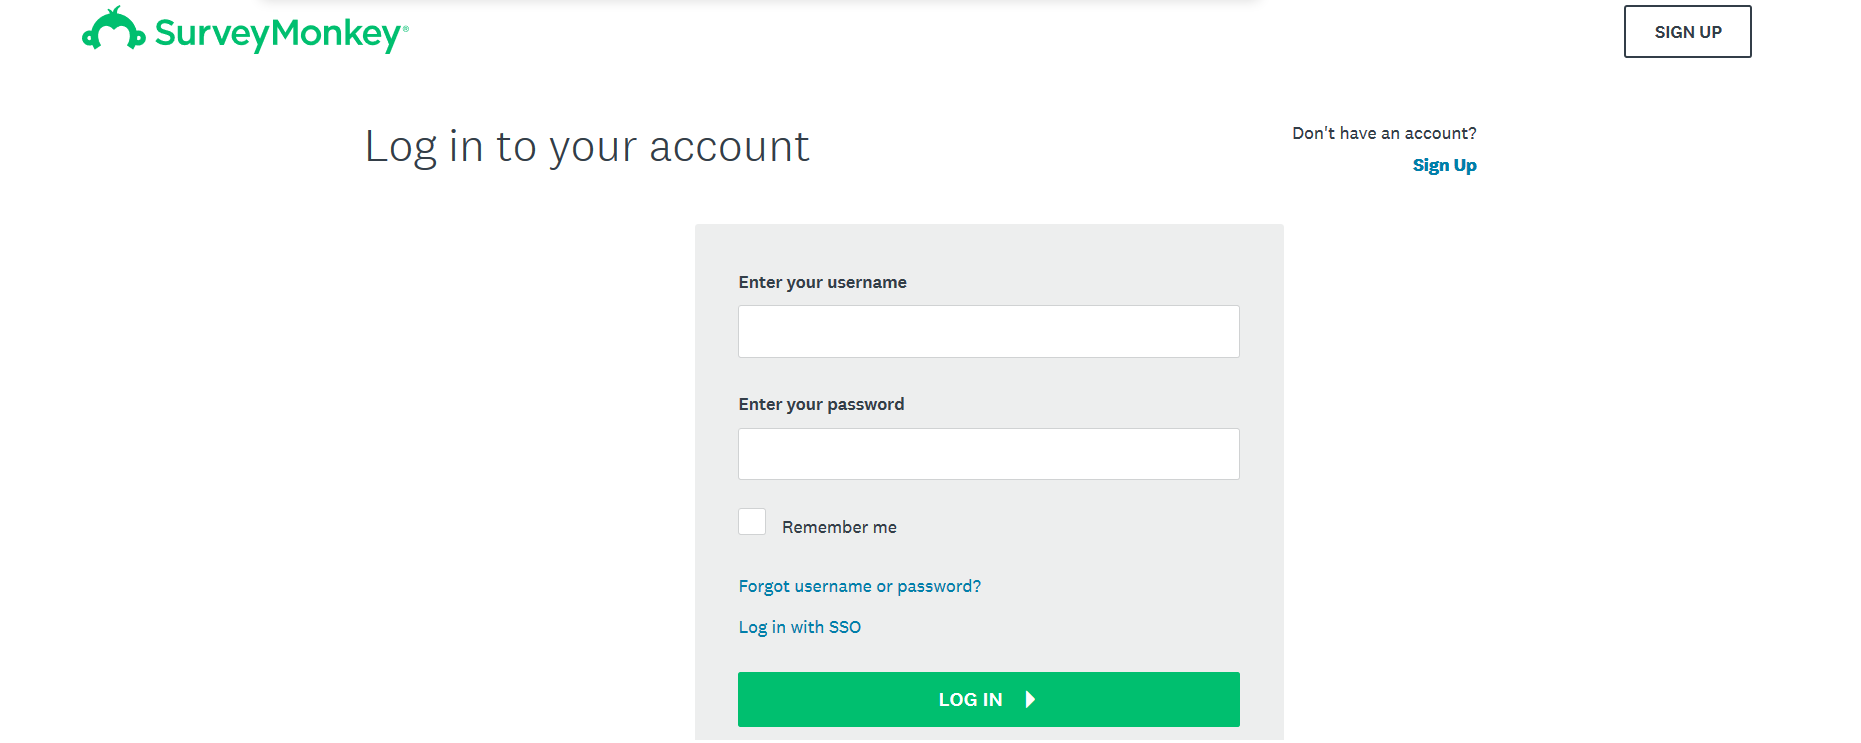 SurveyMonkey®
SIGN UP
Log in to your account
Don't have an account?
Sign Up
Enter your username
Enter your password
Remember me
Forgot username or password?
Log in with SSO
LOG IN